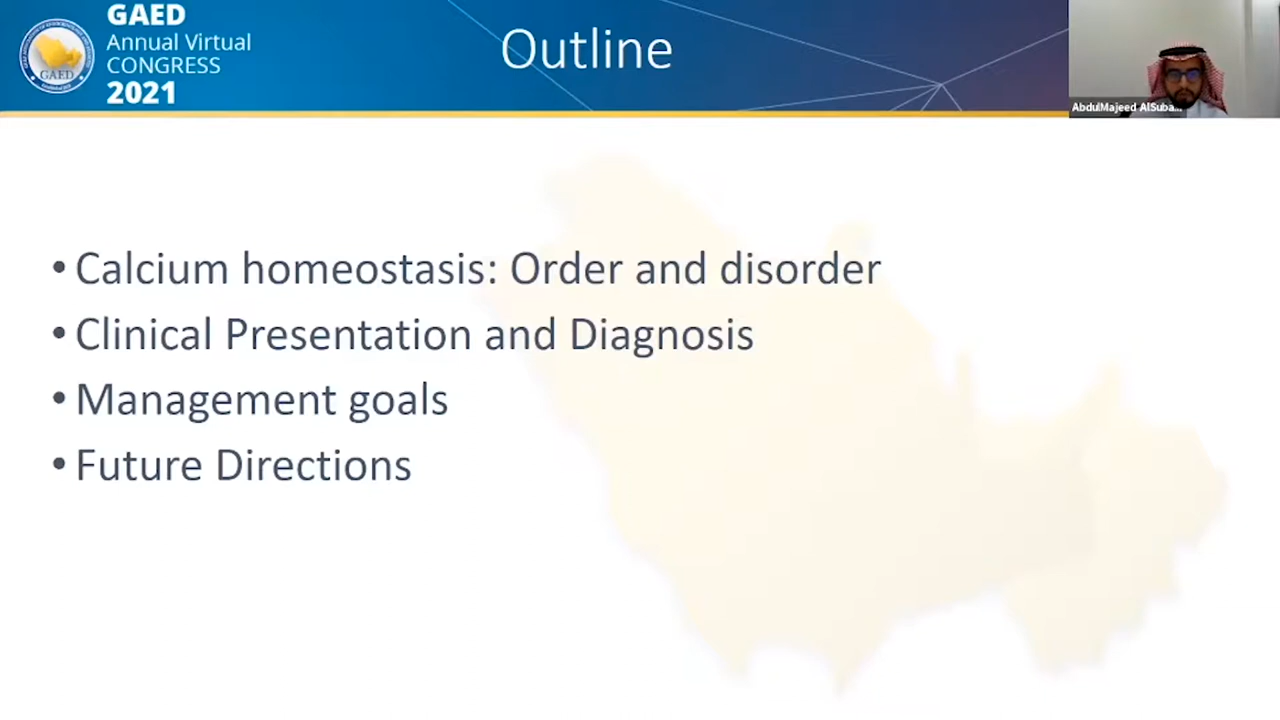 GAED
Annual Virtual
CONGRESS
2021
GAED
Outline
AbdulMajeed AlSuba...
• Calcium homeostasis: Order and disorder
• Clinical Presentation and Diagnosis
• Management goals
• Future Directions